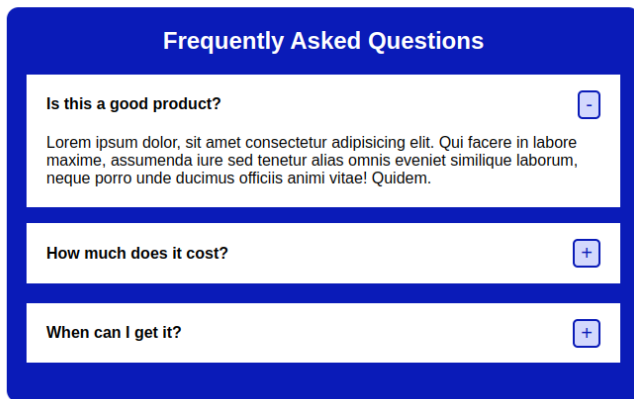 Frequently Asked Questions
Is this a good product?
-
Lorem ipsum dolor, sit amet consectetur adipisicing elit. Qui facere in labore
maxime, assumenda iure sed tenetur alias omnis eveniet similique laborum,
neque porro unde ducimus officiis animi vitae! Quidem.
How much does it cost?
+
When can I get it?
+